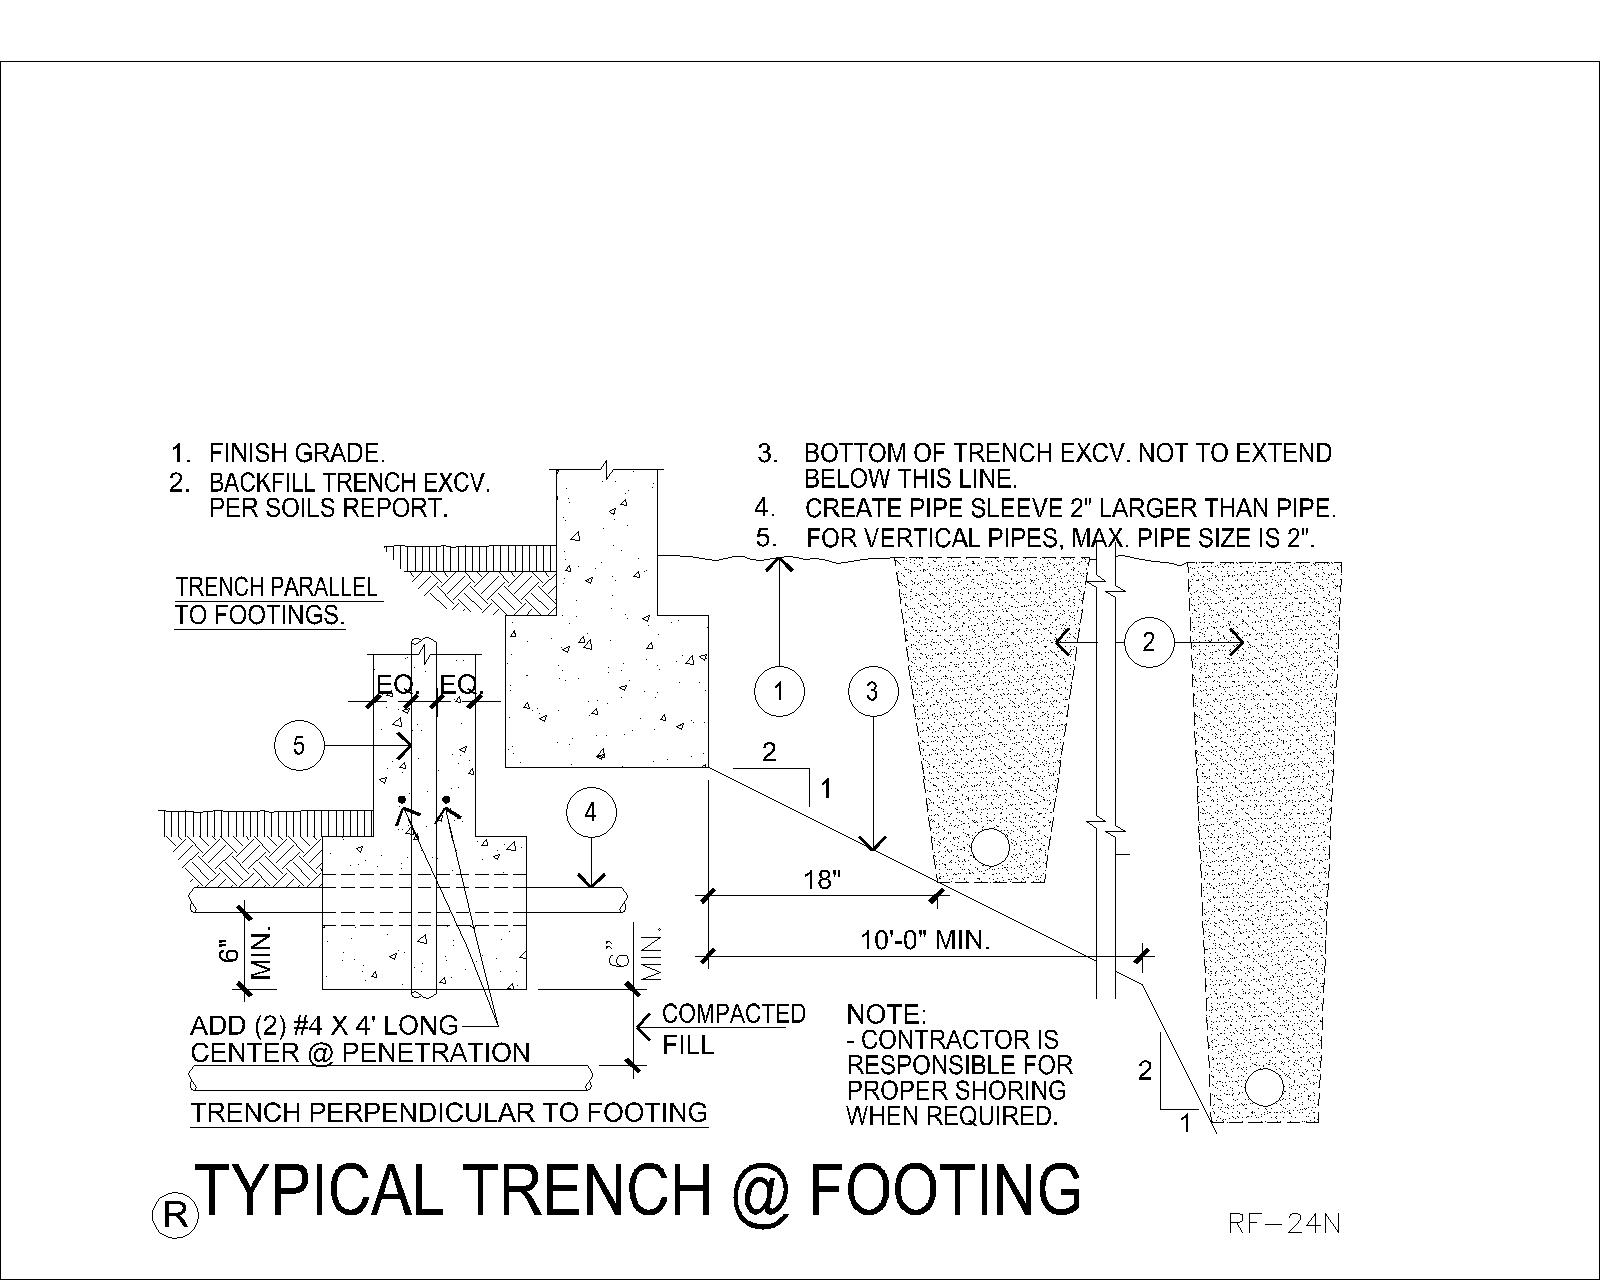 1. FINISH GRADE.
2. BACKFILL TRENCH EXCV.
PER SOILS REPORT.
3. BOTTOM OF TRENCH EXCV. NOT TO EXTEND
BELOW THIS LINE.
4. CREATE PIPE SLEEVE 2" LARGER THAN PIPE.
5. FOR VERTICAL PIPES, MAX. PIPE SIZE IS 2".
TRENCH PARALLEL
TO FOOTINGS.
EQ. EQ.
5
1
3
2
2
1
4
18"
10'-0" MIN.
6"
MIN.
6"
MIN.
ADD (2) #4 X 4' LONG
CENTER @ PENETRATION
COMPACTED
FILL
NOTE:
- CONTRACTOR IS
RESPONSIBLE FOR
PROPER SHORING
WHEN REQUIRED.
2
1
TRENCH PERPENDICULAR TO FOOTING
R
TYPICAL TRENCH @ FOOTING
RF-24N